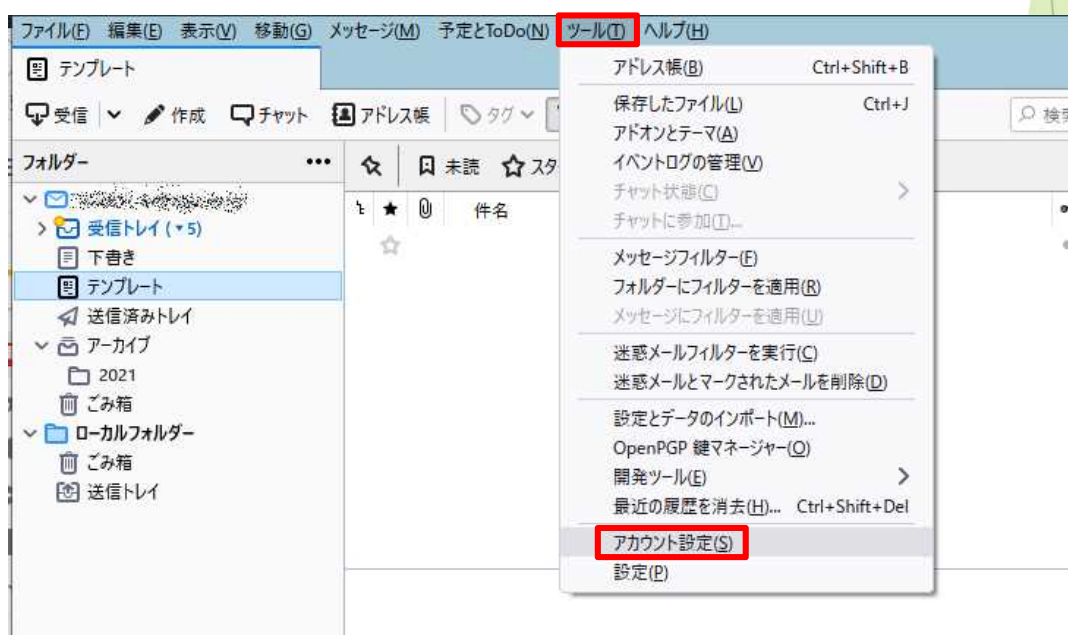 ファイル(F) 編集(E) 表示(V) 移動(G) メッセージ(M) 予定とToDo(N) ツール(T) ヘルプ(H)
テンプレート
受信 作成 チャット アドレス帳 タグ 検索
フォルダー ••• 未読 スタ
件名
受信トレイ (▾5)
下書き
テンプレート
送信済みトレイ
アーカイブ
2021
ごみ箱
ローカルフォルダー
ごみ箱
送信トレイ
アドレス帳(B) Ctrl+Shift+B
保存したファイル(L) Ctrl+J
アドオンとテーマ(A)
イベントログの管理(V)
チャット状態(C)
チャットに参加(T)...
メッセージフィルター(F)
フォルダーにフィルターを適用(R)
メッセージにフィルターを適用(U)
迷惑メールフィルターを実行(C)
迷惑メールとマークされたメールを削除(D)
設定とデータのインポート(M)...
OpenPGP 鍵マネージャー(O)
開発ツール(E)
最近の履歴を消去(H)... Ctrl+Shift+Del
アカウント設定(S)
設定(P)